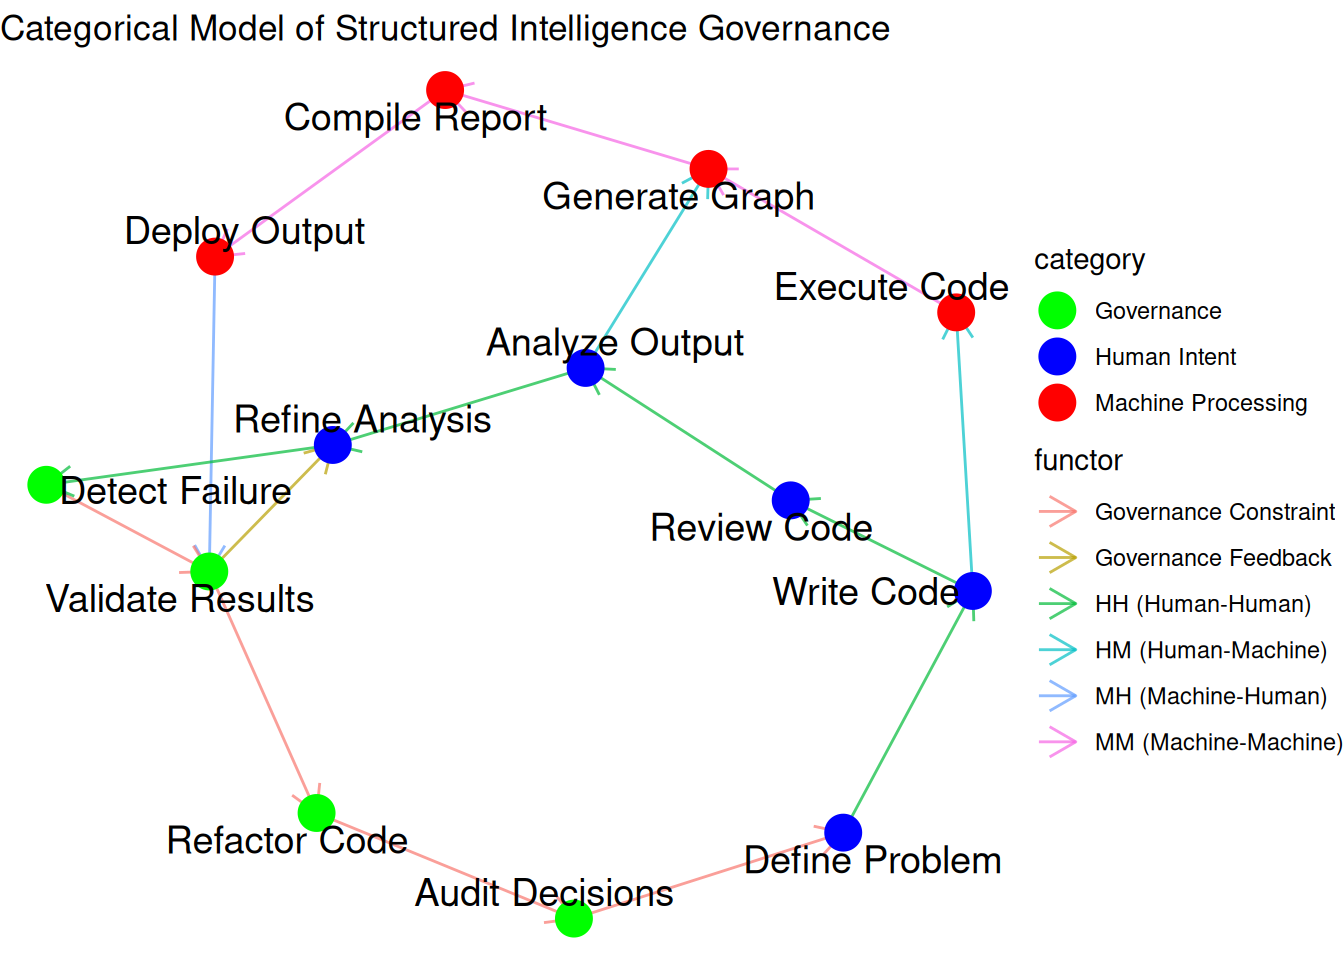 Categorical Model of Structured Intelligence Governance
Compile Report
Generate Graph
Deploy Output
category
Execute Code
Governance
Analyze Output
Human Intent
Machine Processing
Refine Analysis
functor
Detect Failure
Governance Constraint
Review Code
Governance Feedback
Validate Results
Write Code
HH (Human-Human)
HM (Human-Machine)
MH (Machine-Human)
MM (Machine-Machine)
Refactor Code
Define Problem
Audit Decisions